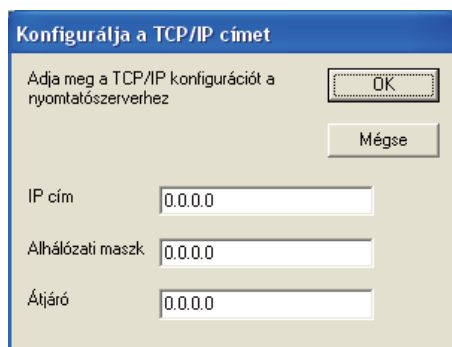 Konfigurálja a TCP/IP címet
Adja meg a TCP/IP konfigurációt a
nyomtatószerverhez
OK
Mégse
IP cím 0.0.0.0
Alhálózati maszk 0.0.0.0
Átjáró 0.0.0.0